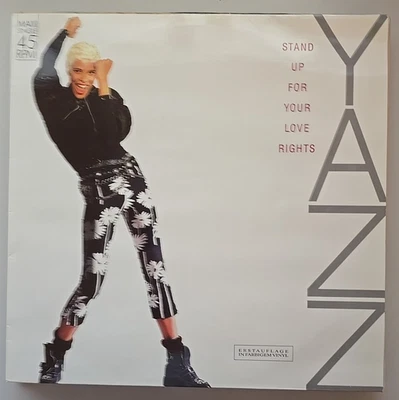 MAXI
SINGLE
45
RPM
STAND
UP
FOR
YOUR
LOVE
RIGHTS
YAZZ
ERSTAUFLAGE
IN FARBIGEM VINYL